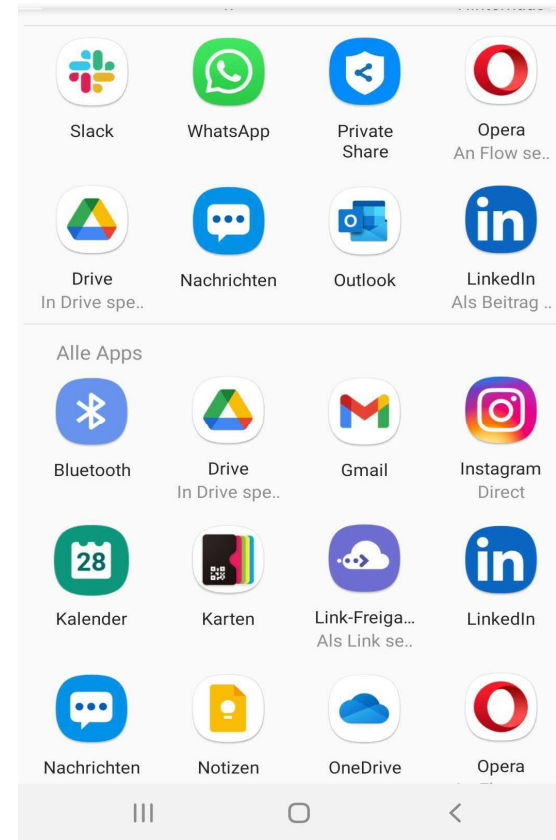 Slack WhatsApp Private Opera
Share An Flow se..
Drive Nachrichten Outlook LinkedIn
In Drive spe.. Als Beitrag ..
Alle Apps
Bluetooth Drive Gmail Instagram
In Drive spe.. Direct
28
Kalender Karten Link-Freiga... LinkedIn
Als Link se..
Nachrichten Notizen OneDrive Opera